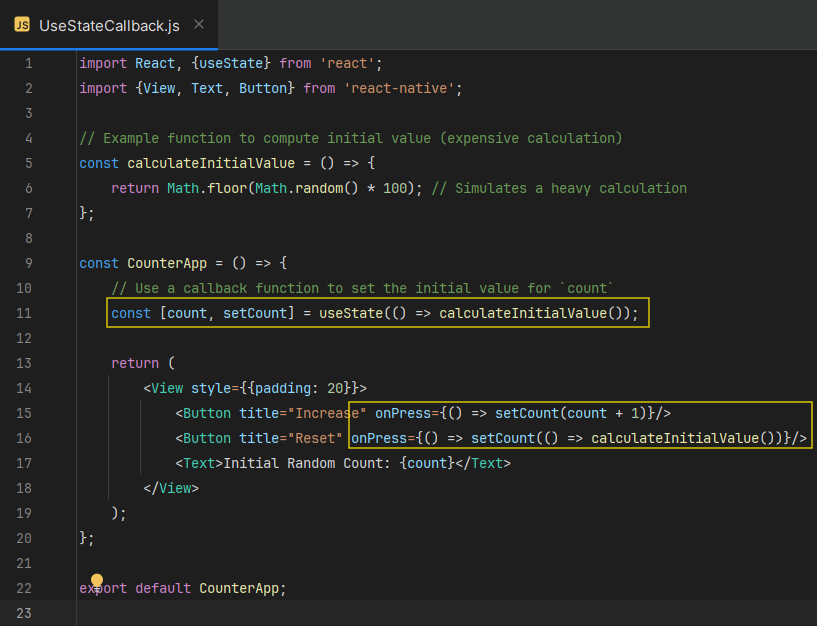 JS UseStateCallback.js ×
1 import React, {useState} from 'react';
2 import {View, Text, Button} from 'react-native';
3
4 // Example function to compute initial value (expensive calculation)
5 const calculateInitialValue = () => {
6 return Math.floor(Math.random() * 100); // Simulates a heavy calculation
7 };
8
9 const CounterApp = () => {
10 // Use a callback function to set the initial value for `count`
11 const [count, setCount] = useState(() => calculateInitialValue());
12
13 return (
14 <View style={{padding: 20}}>
15 <Button title="Increase" onPress={() => setCount(count + 1)}/>
16 <Button title="Reset" onPress={() => setCount(() => calculateInitialValue())}/>
17 <Text>Initial Random Count: {count}</Text>
18 </View>
19 );
20 };
21
22 export default CounterApp;
23